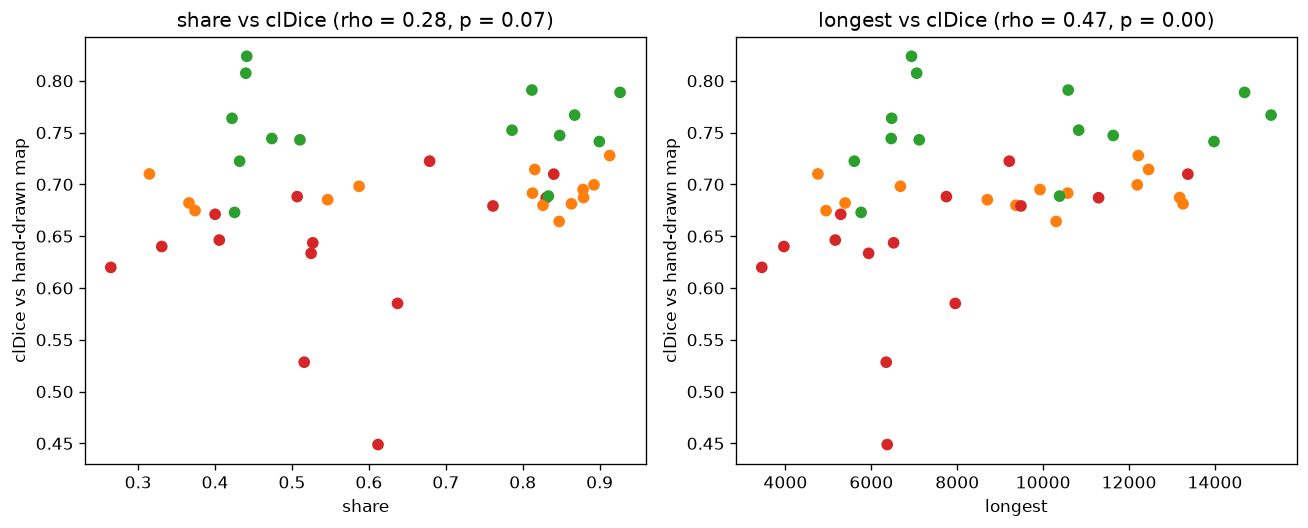 share vs clDice (rho = 0.28, p = 0.07)
clDice vs hand-drawn map
0.80
0.75
0.70
0.65
0.60
0.55
0.50
0.45
0.3 0.4 0.5 0.6 0.7 0.8 0.9
share
longest vs clDice (rho = 0.47, p = 0.00)
clDice vs hand-drawn map
0.80
0.75
0.70
0.65
0.60
0.55
0.50
0.45
4000 6000 8000 10000 12000 14000
longest